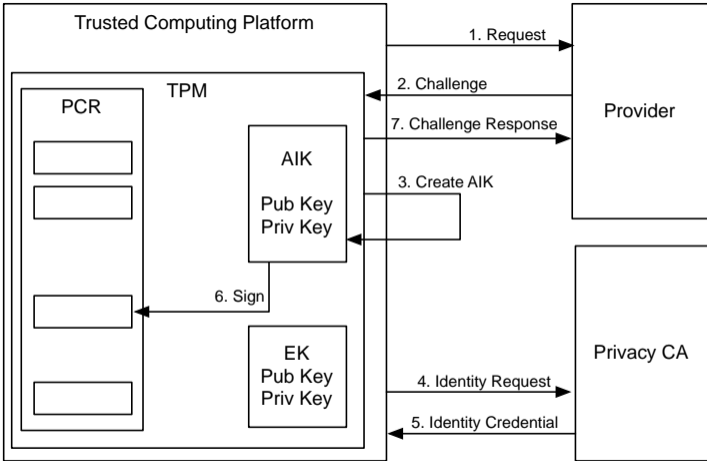 Trusted Computing Platform
1. Request
TPM
2. Challenge
PCR
Provider
7. Challenge Response
AIK
3. Create AIK
Pub Key
Priv Key
6. Sign
EK
Pub Key
Priv Key
Privacy CA
4. Identity Request
5. Identity Credential